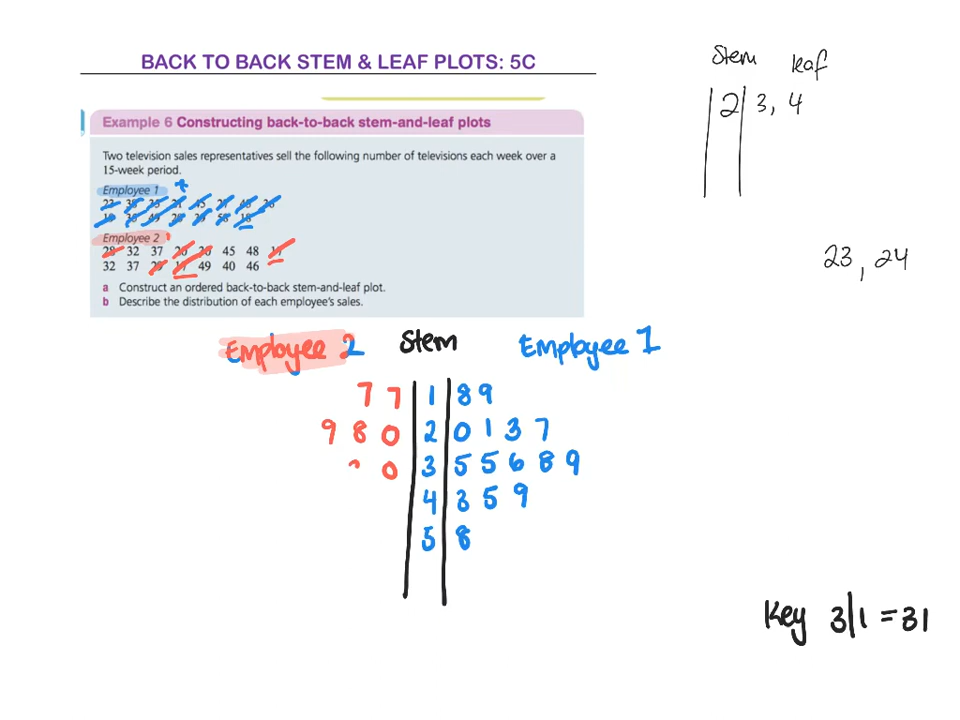 BACK TO BACK STEM & LEAF PLOTS: 5C
Stem leaf
2 3, 4
Example 6 Constructing back-to-back stem-and-leaf plots
Two television sales representatives sell the following number of televisions each week over a
15-week period.
Employee 1
Employee 2
32 37 45 48
32 37 49 40 46
23, 24
a Construct an ordered back-to-back stem-and-leaf plot.
b Describe the distribution of each employee's sales.
Employee 2 Stem Employee 1
7 7 1 8 9
9 8 0 2 0 1 3 7
0 3 5 5 6 8 9
4 3 5 9
5 8
Key 3|1 = 31